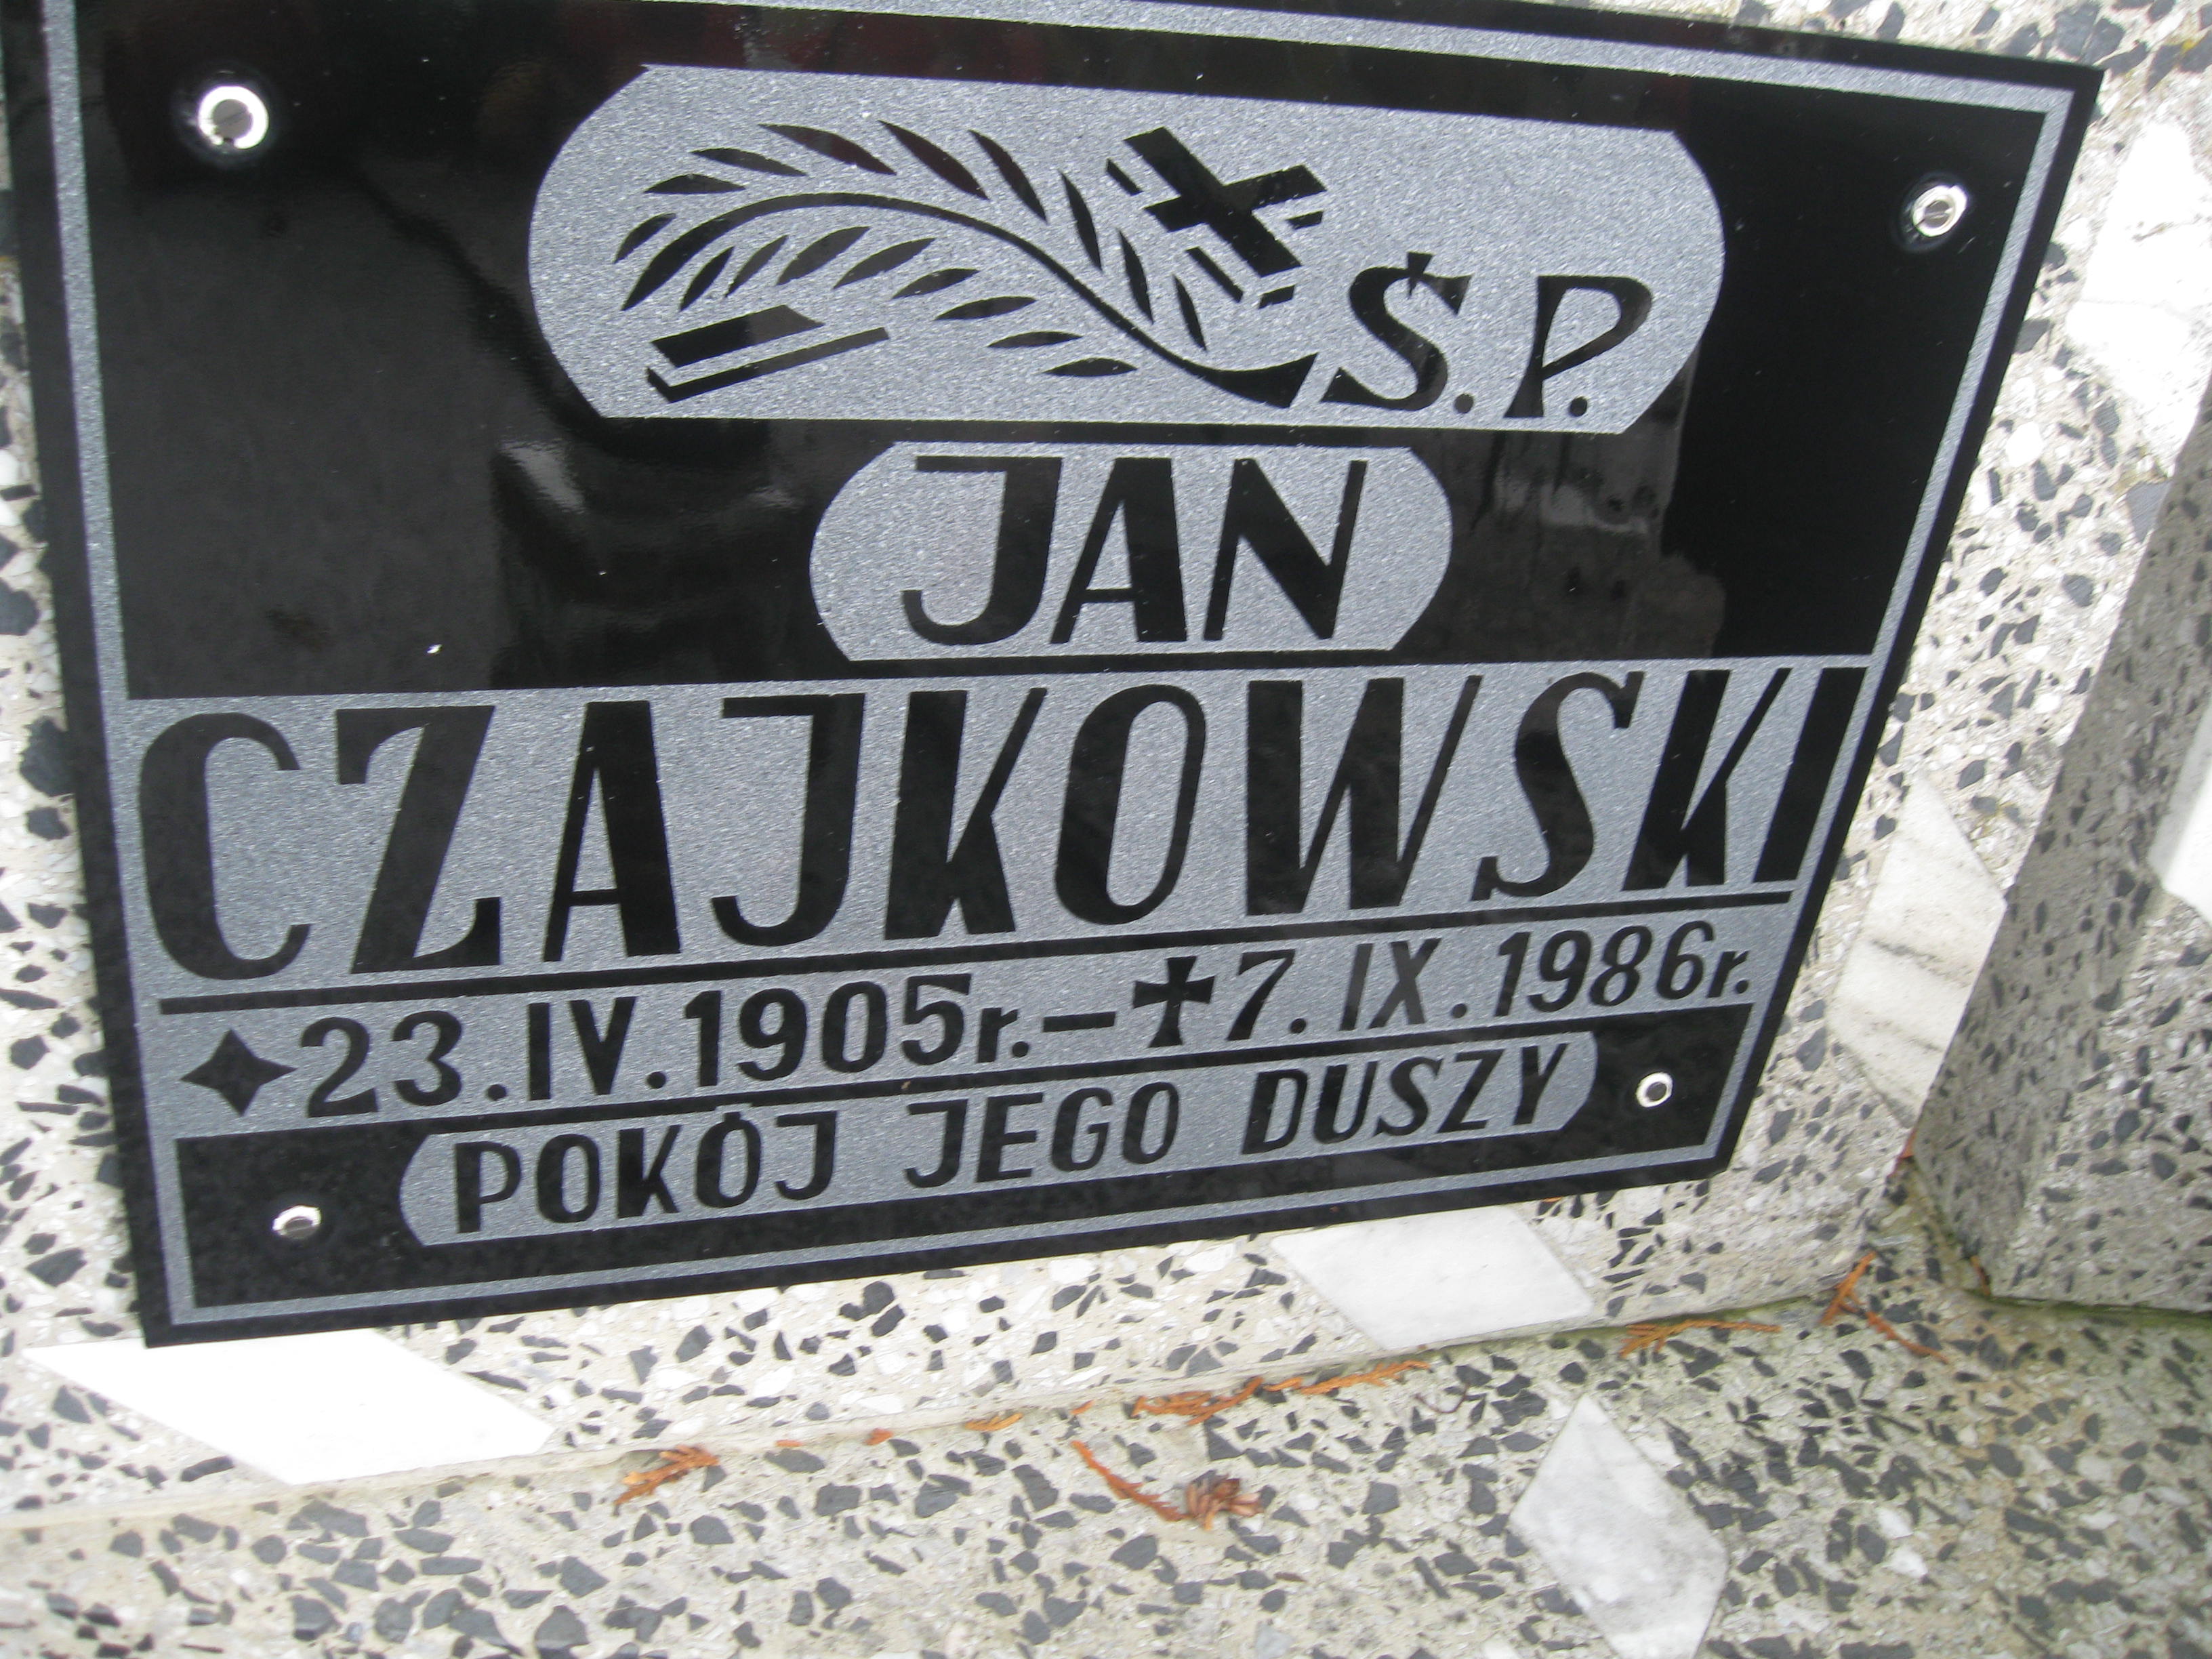 Ś.P.
JAN
CZAJKOWSKI
✦23.IV.1905r.–✝7.IX.1986r.
POKÓJ JEGO DUSZY